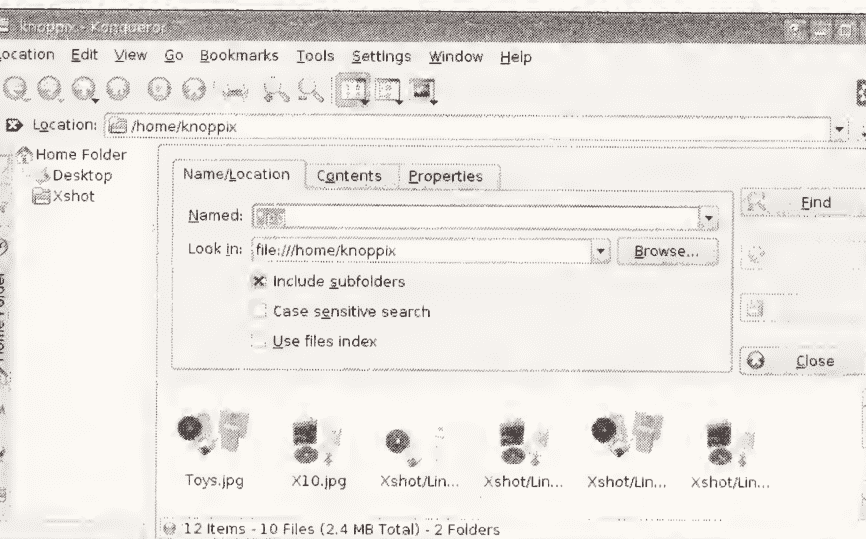 knoppix - Konqueror
ocation Edit View Go Bookmarks Tools Settings Window Help
Location: /home/knoppix
Home Folder
Desktop
Xshot
Name/Location Contents Properties
Named:
Find
Look in: file:///home/knoppix Browse...
Include subfolders
Case sensitive search
Use files index
Close
Home Folder
Toys.jpg X10.jpg Xshot/Lin... Xshot/Lin... Xshot/Lin... Xshot/Lin...
12 Items - 10 Files (2.4 MB Total) - 2 Folders